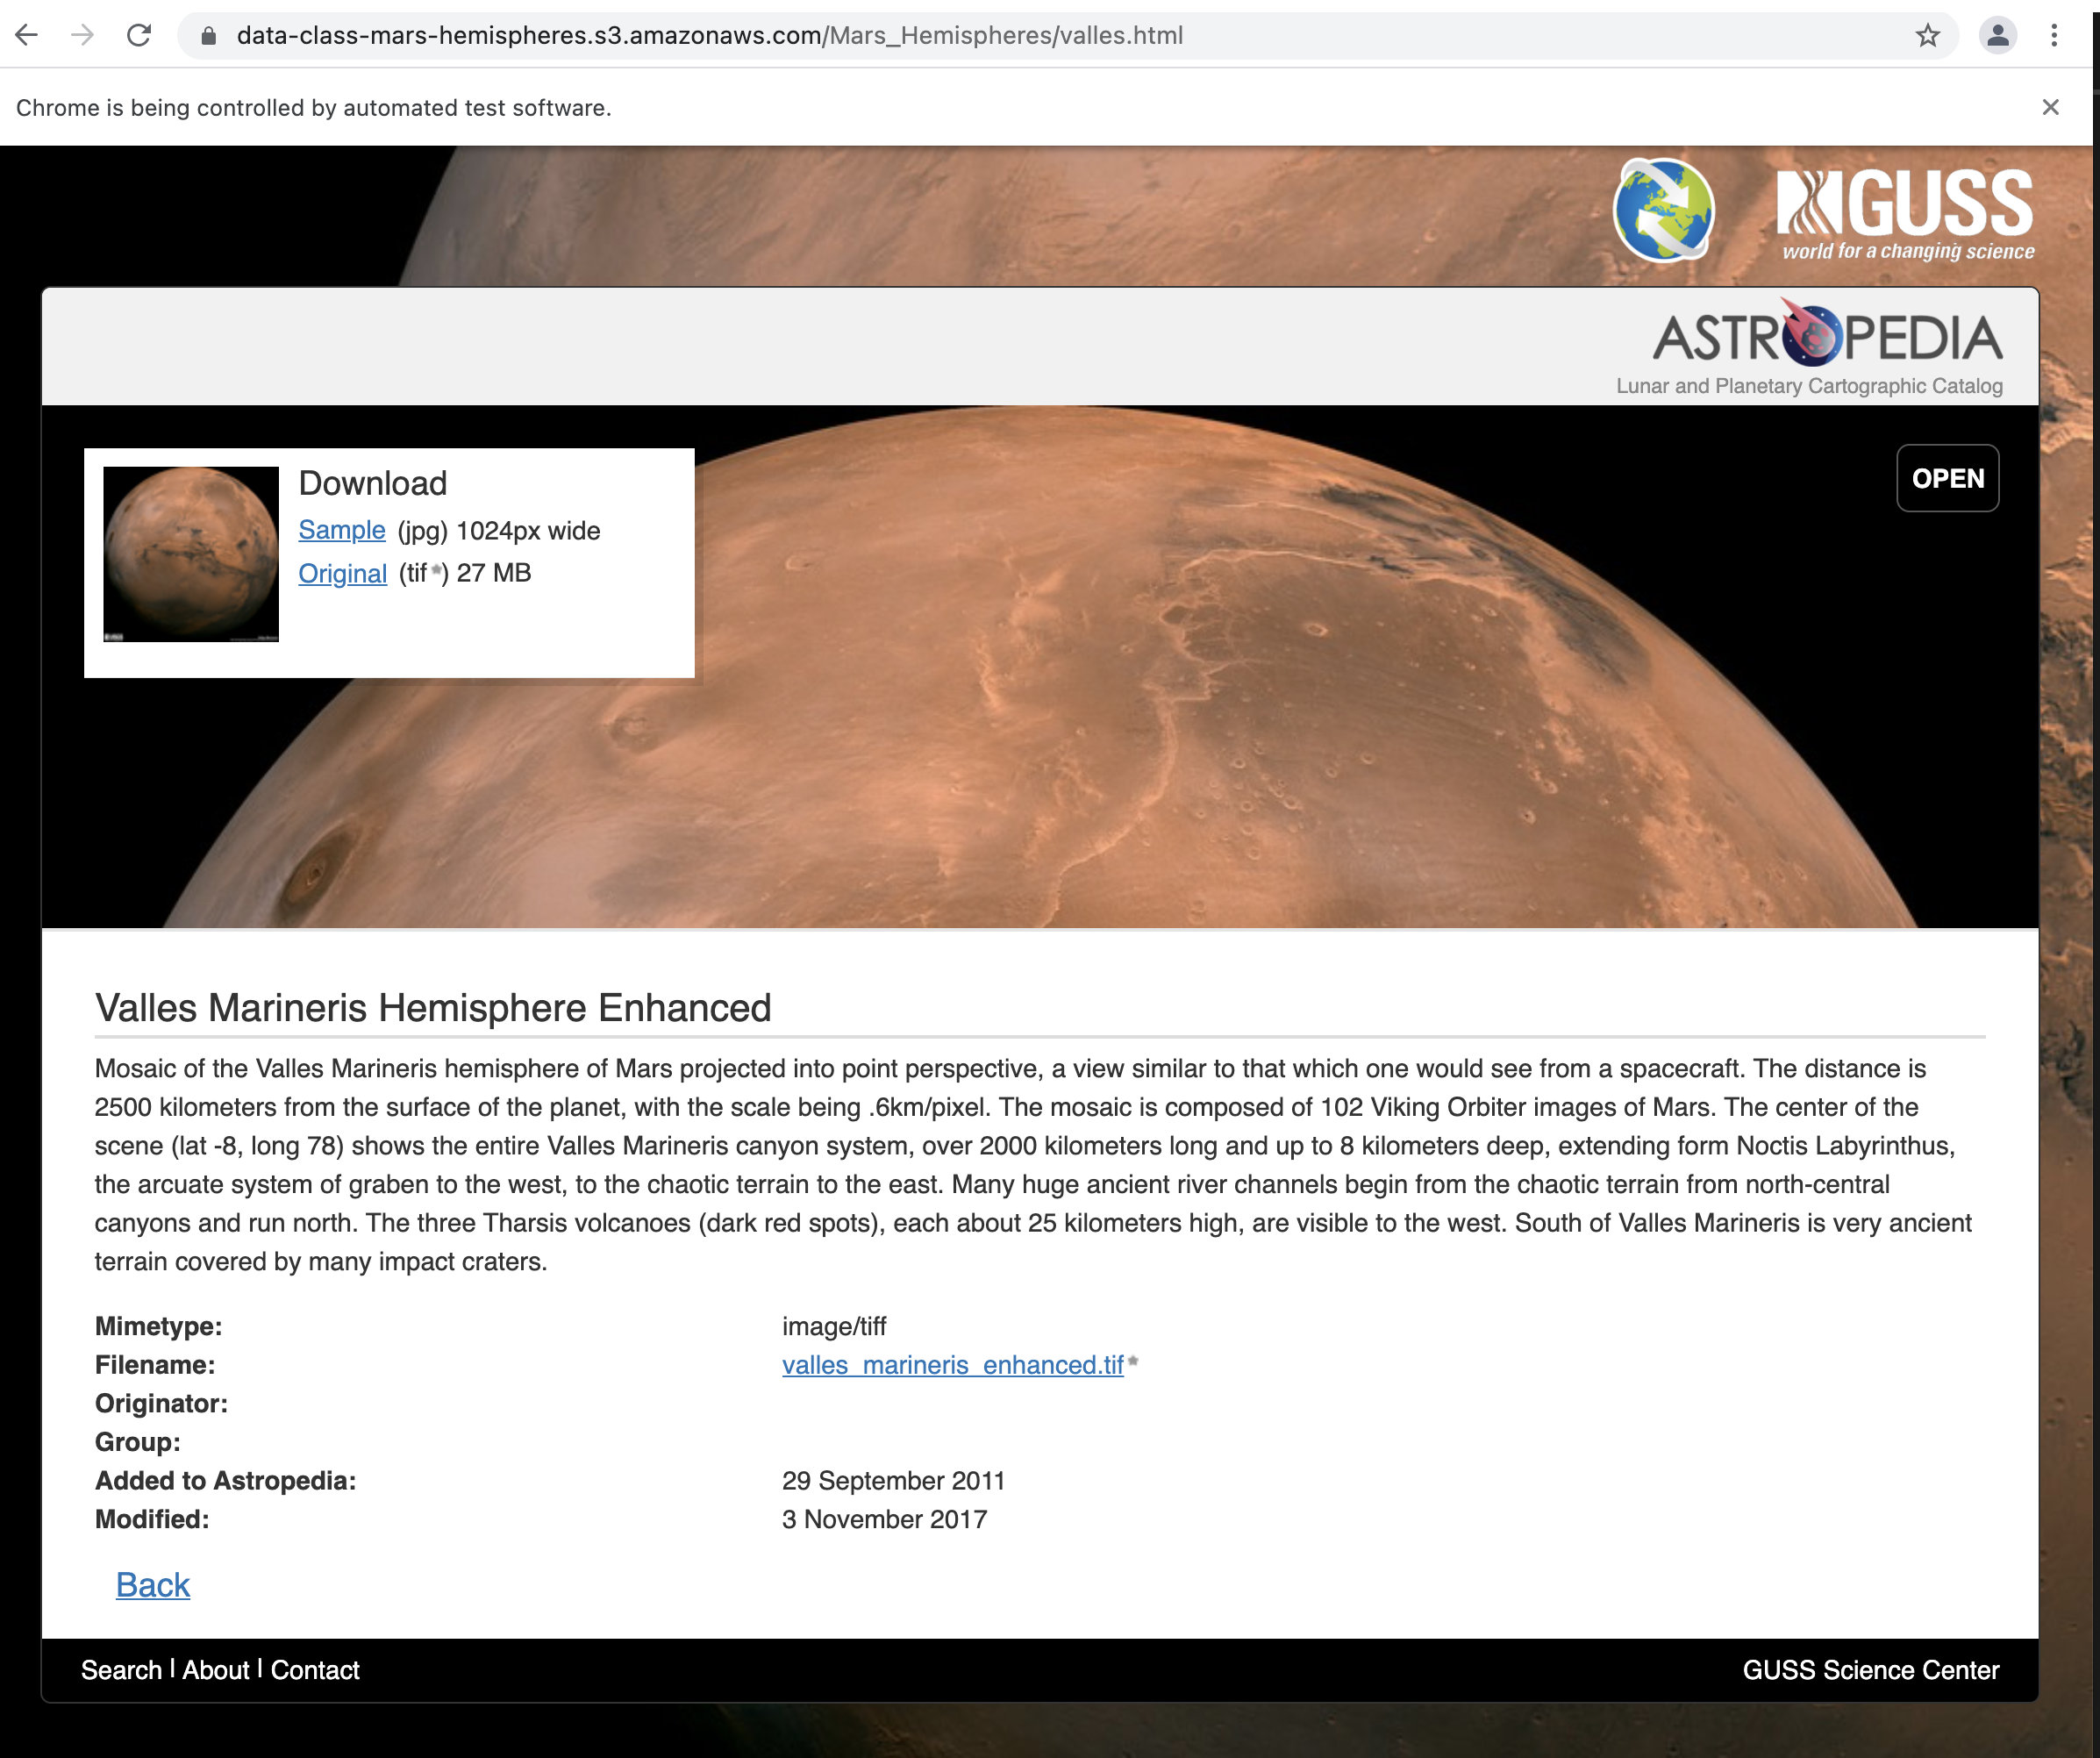 data-class-mars-hemispheres.s3.amazonaws.com/Mars_Hemispheres/valles.html
Chrome is being controlled by automated test software.
GUSS
world for a changing science
ASTROPEDIA
Lunar and Planetary Cartographic Catalog
Download
Sample (jpg) 1024px wide
Original (tif*) 27 MB
OPEN
Valles Marineris Hemisphere Enhanced
Mosaic of the Valles Marineris hemisphere of Mars projected into point perspective, a view similar to that which one would see from a spacecraft. The distance is
2500 kilometers from the surface of the planet, with the scale being .6km/pixel. The mosaic is composed of 102 Viking Orbiter images of Mars. The center of the
scene (lat -8, long 78) shows the entire Valles Marineris canyon system, over 2000 kilometers long and up to 8 kilometers deep, extending form Noctis Labyrinthus,
the arcuate system of graben to the west, to the chaotic terrain to the east. Many huge ancient river channels begin from the chaotic terrain from north-central
canyons and run north. The three Tharsis volcanoes (dark red spots), each about 25 kilometers high, are visible to the west. South of Valles Marineris is very ancient
terrain covered by many impact craters.
Mimetype: image/tiff
Filename: valles_marineris_enhanced.tif*
Originator:
Group:
Added to Astropedia: 29 September 2011
Modified: 3 November 2017
Back
Search | About | Contact GUSS Science Center